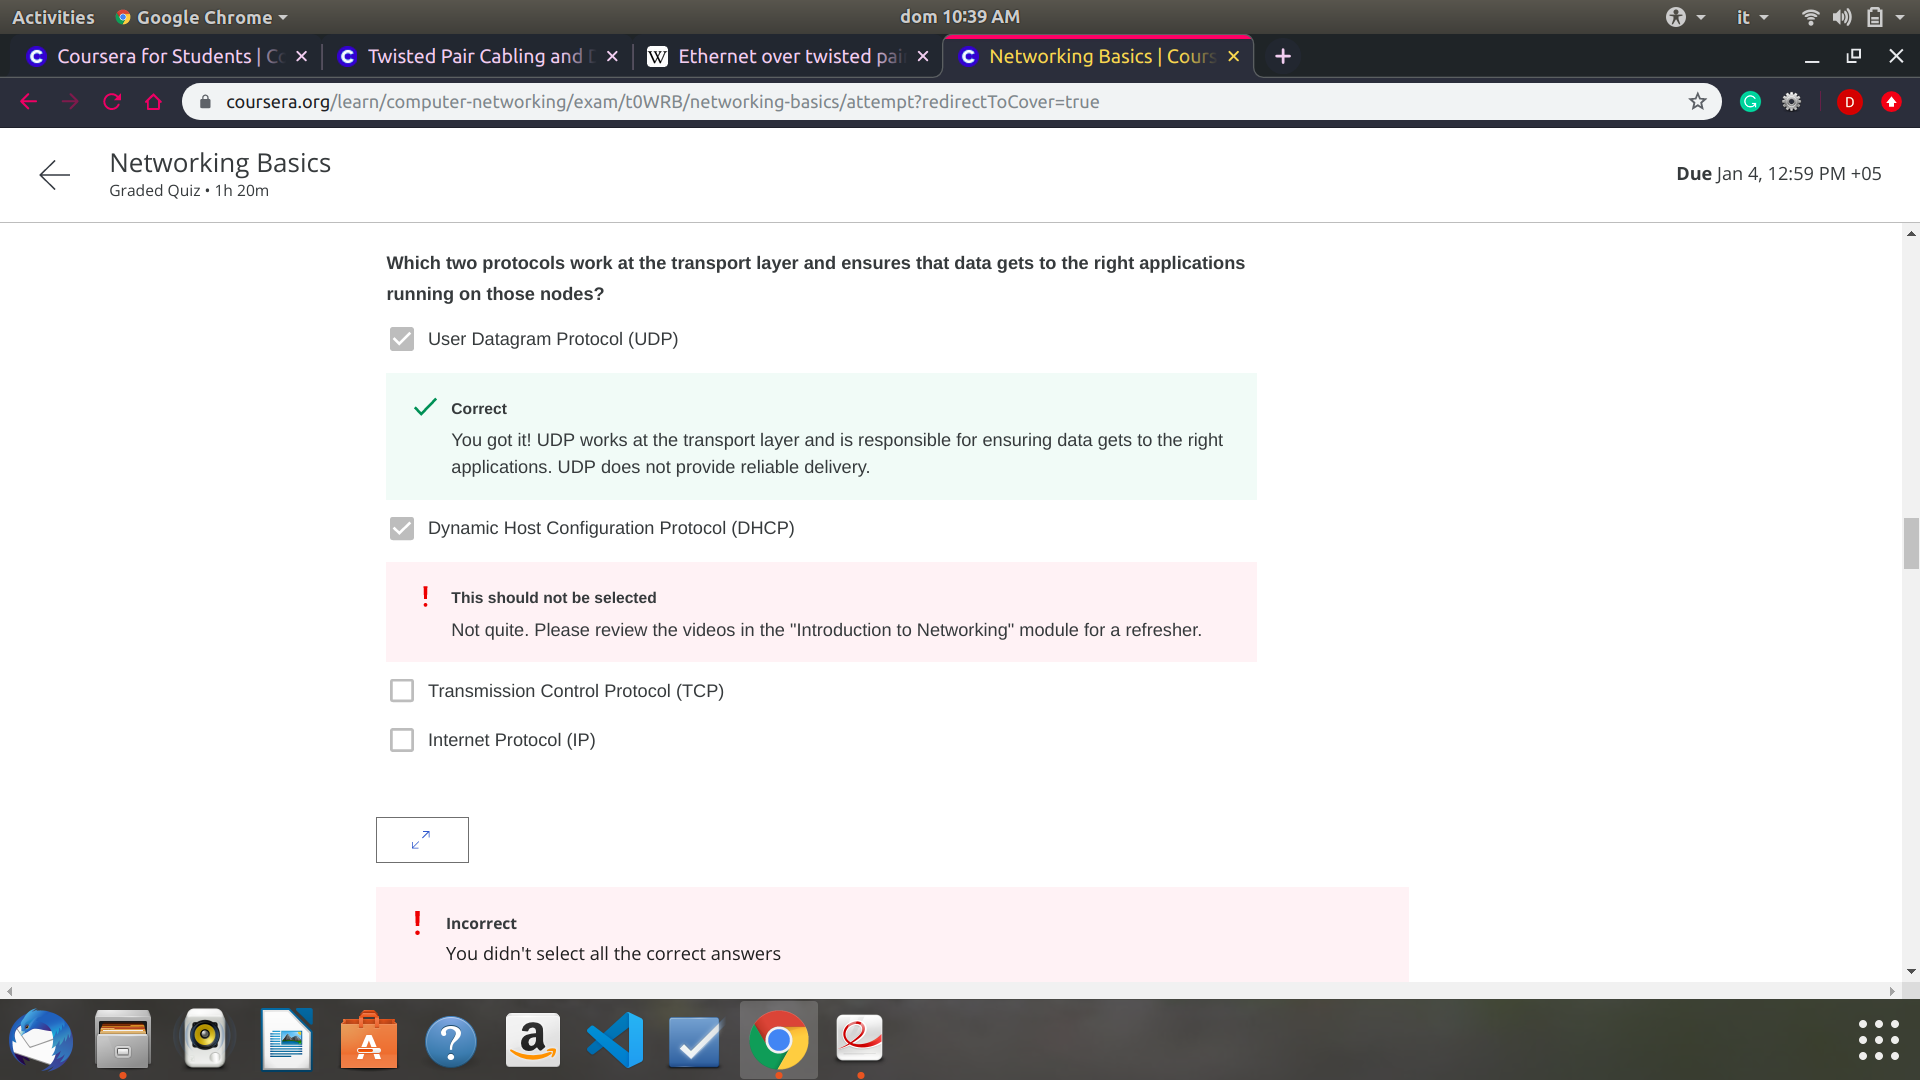 Activities Google Chrome dom 10:39 AM it
Coursera for Students | Co Twisted Pair Cabling and D Ethernet over twisted pair Networking Basics | Cours
coursera.org/learn/computer-networking/exam/t0WRB/networking-basics/attempt?redirectToCover=true D
Networking Basics
Graded Quiz • 1h 20m
Due Jan 4, 12:59 PM +05
Which two protocols work at the transport layer and ensures that data gets to the right applications
running on those nodes?
User Datagram Protocol (UDP)
Correct
You got it! UDP works at the transport layer and is responsible for ensuring data gets to the right
applications. UDP does not provide reliable delivery.
Dynamic Host Configuration Protocol (DHCP)
This should not be selected
Not quite. Please review the videos in the "Introduction to Networking" module for a refresher.
Transmission Control Protocol (TCP)
Internet Protocol (IP)
Incorrect
You didn't select all the correct answers